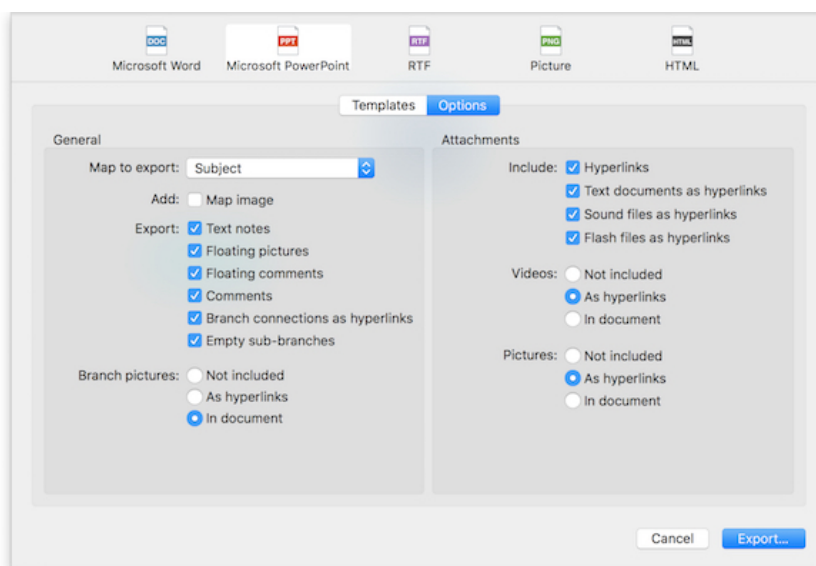 DOC PPT RTF PNG HTML
Microsoft Word Microsoft PowerPoint RTF Picture HTML
Templates Options
General
Map to export: Subject
Add: Map image
Export: Text notes
Floating pictures
Floating comments
Comments
Branch connections as hyperlinks
Empty sub-branches
Branch pictures: Not included
As hyperlinks
In document
Attachments
Include: Hyperlinks
Text documents as hyperlinks
Sound files as hyperlinks
Flash files as hyperlinks
Videos: Not included
As hyperlinks
In document
Pictures: Not included
As hyperlinks
In document
Cancel Export...